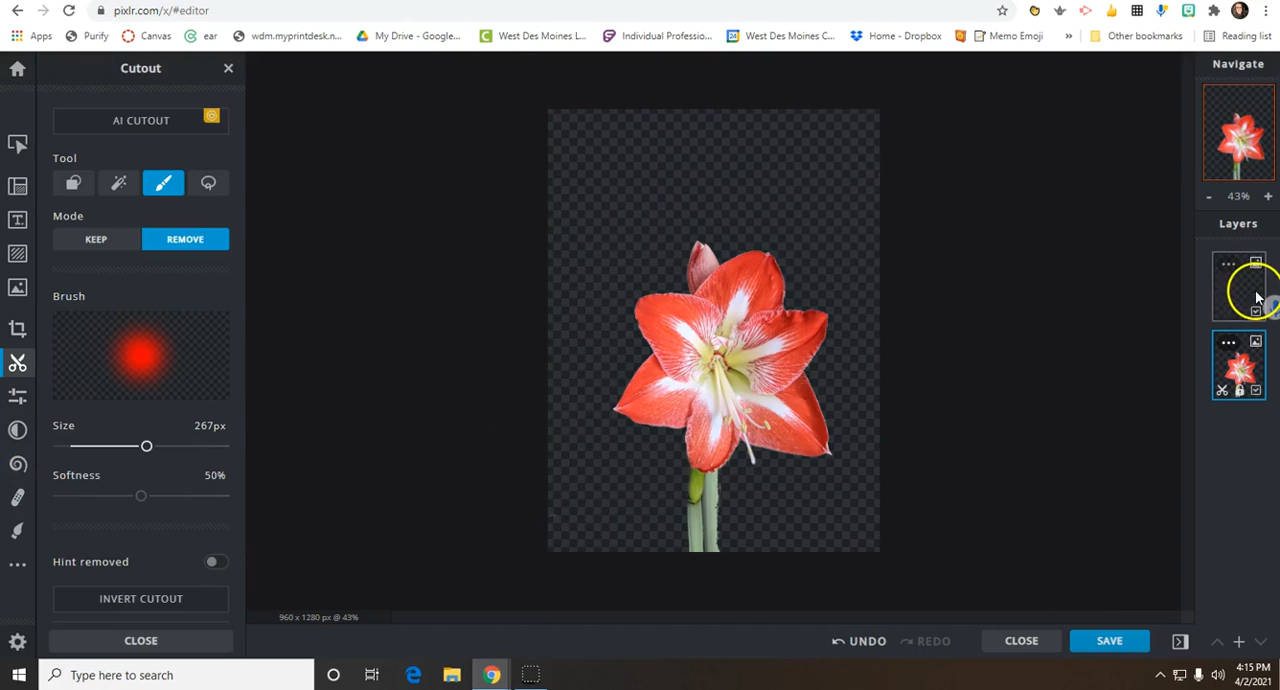 pixlr.com/x/#editor
Apps Purify Canvas ear wdm.myprintdesk.n... My Drive - Google... West Des Moines L... Individual Professio... West Des Moines C... Home - Dropbox Memo Emoji » Other bookmarks Reading list
Cutout
AI CUTOUT
Tool
Mode
KEEP REMOVE
Brush
Size 267px
Softness 50%
Hint removed
INVERT CUTOUT
CLOSE
960 x 1280 px @ 43%
UNDO REDO CLOSE SAVE
Navigate
- 43% +
Layers
Type here to search
4:15 PM
4/2/2021